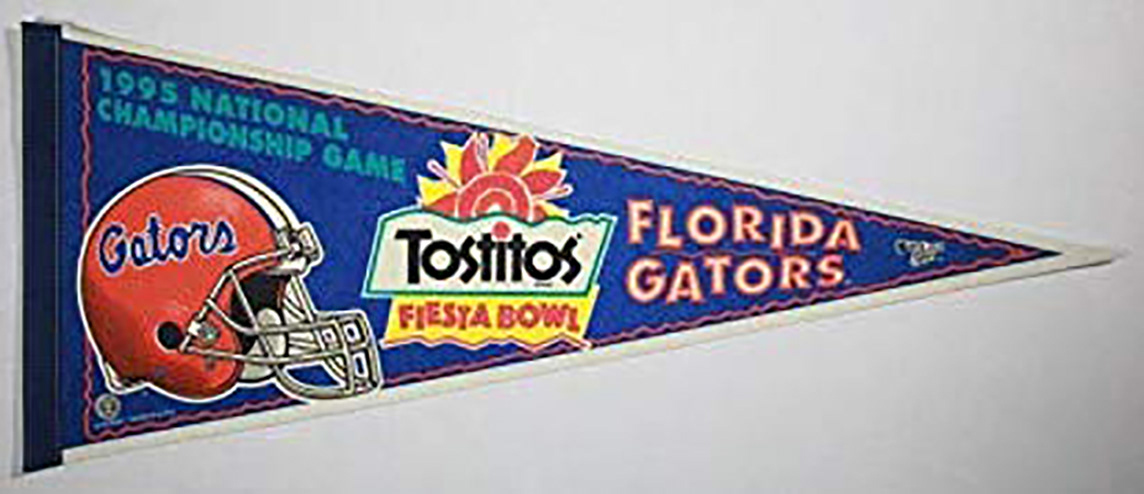 1995 NATIONAL
CHAMPIONSHIP GAME
Gators
Tostitos
FIESTA BOWL
FLORIDA
GATORS